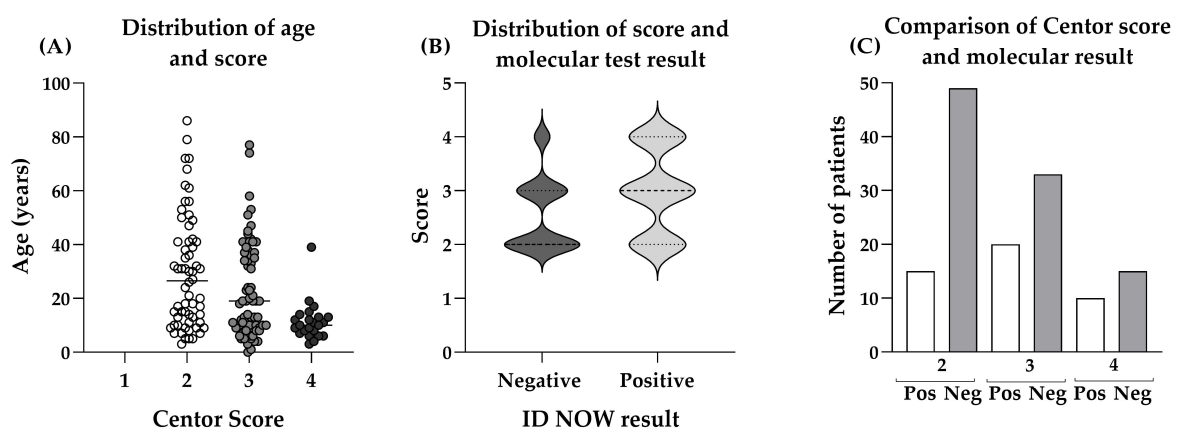 (A)
Distribution of age
and score
Age (years)
100
80
60
40
20
0
1 2 3 4
Centor Score
(B)
Distribution of score and
molecular test result
Score
5
4
3
2
1
0
Negative Positive
ID NOW result
(C)
Comparison of Centor score
and molecular result
Number of patients
50
40
30
20
10
0
2 3 4
Pos Neg Pos Neg Pos Neg